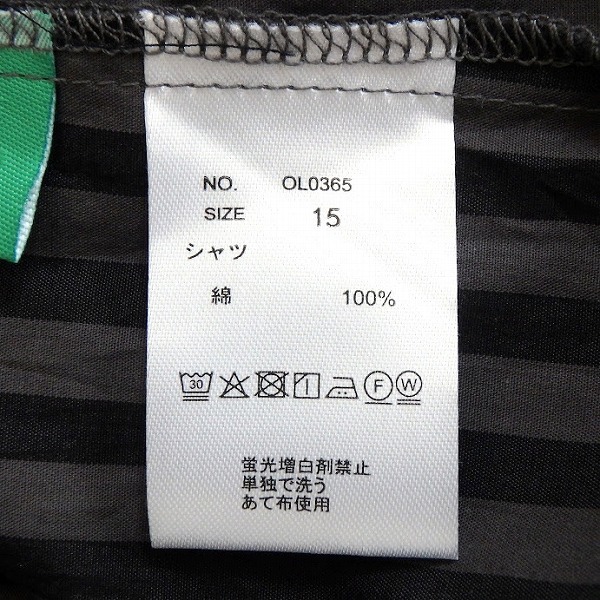 NO. OL0365
SIZE 15
シャツ
綿 100%
30 F W
蛍光増白剤禁止
単独で洗う
あて布使用